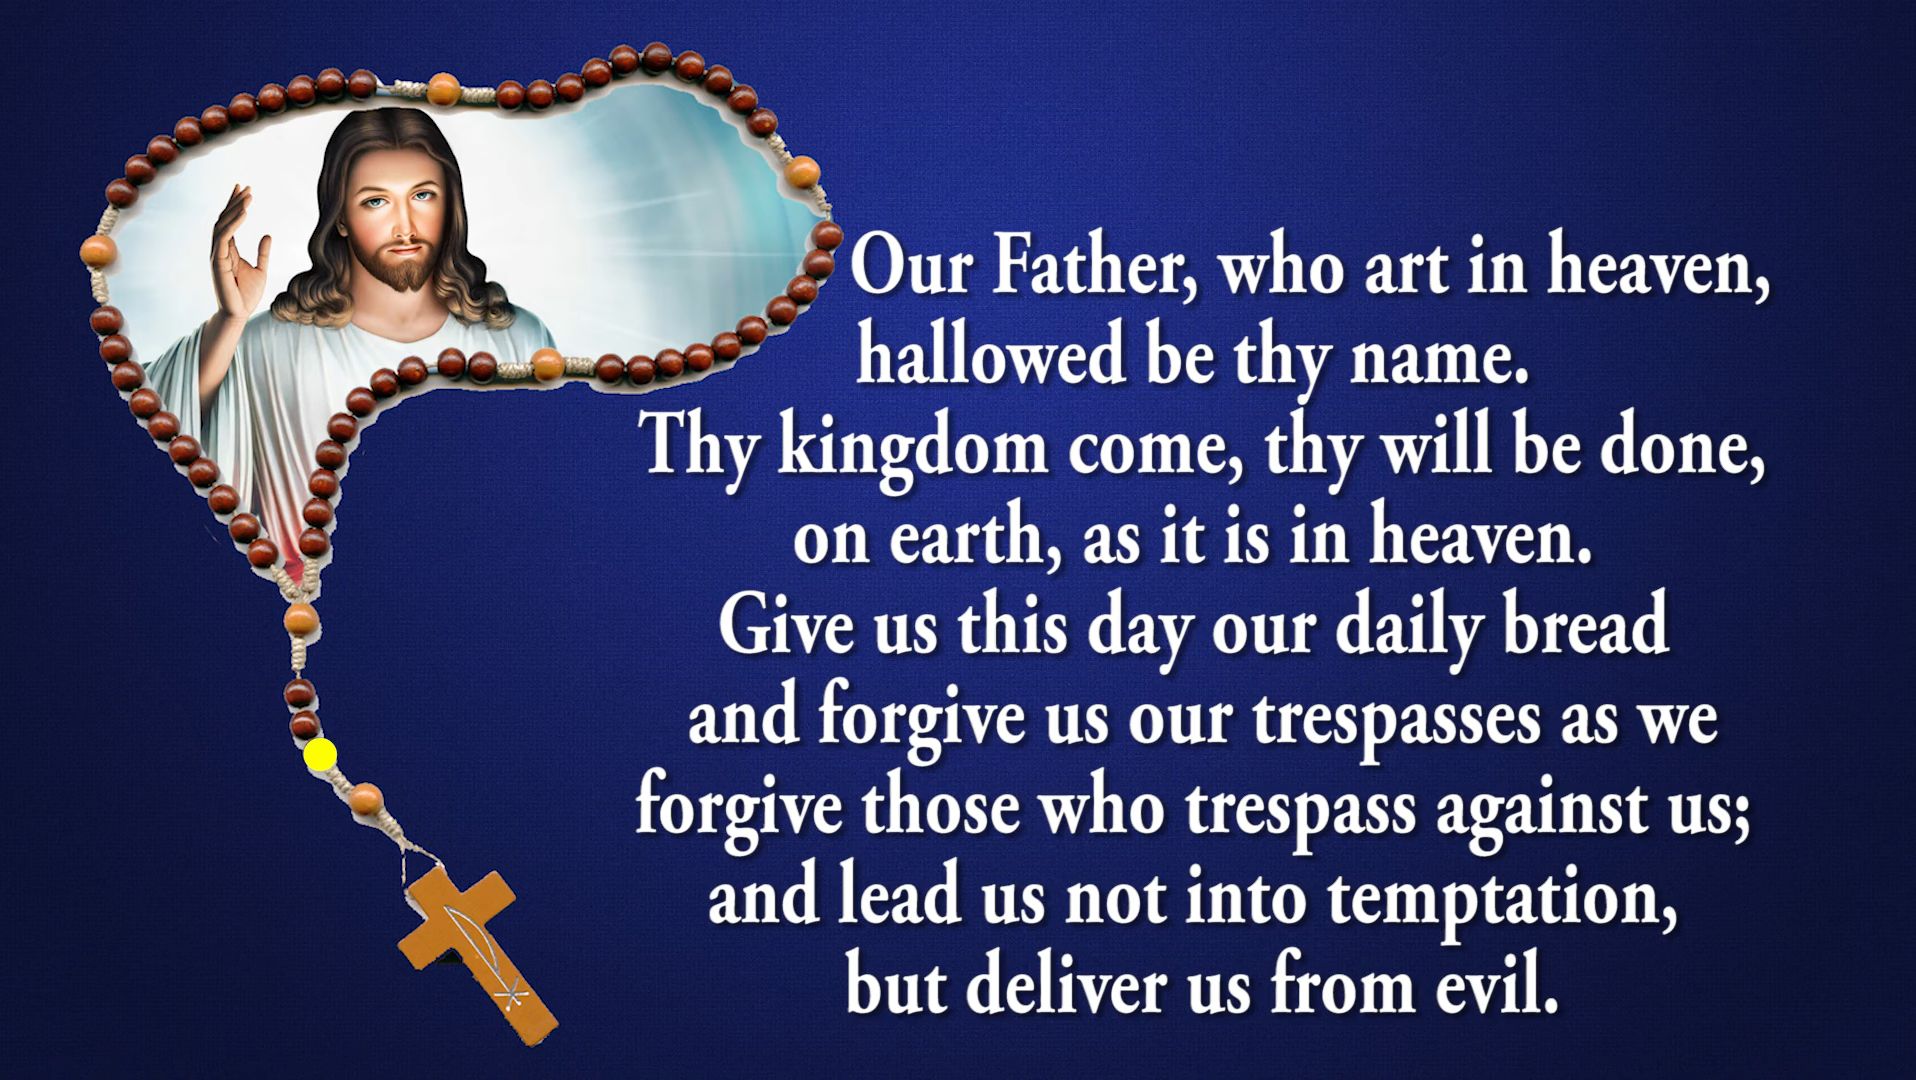 Our Father, who art in heaven,
hallowed be thy name.
Thy kingdom come, thy will be done,
on earth, as it is in heaven.
Give us this day our daily bread
and forgive us our trespasses as we
forgive those who trespass against us;
and lead us not into temptation,
but deliver us from evil.